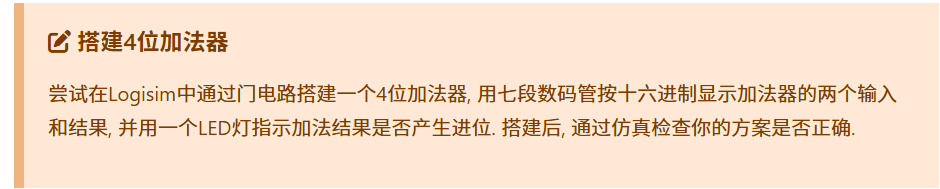 搭建4位加法器
尝试在Logisim中通过门电路搭建一个4位加法器, 用七段数码管按十六进制显示加法器的两个输入
和结果, 并用一个LED灯指示加法结果是否产生进位. 搭建后, 通过仿真检查你的方案是否正确.